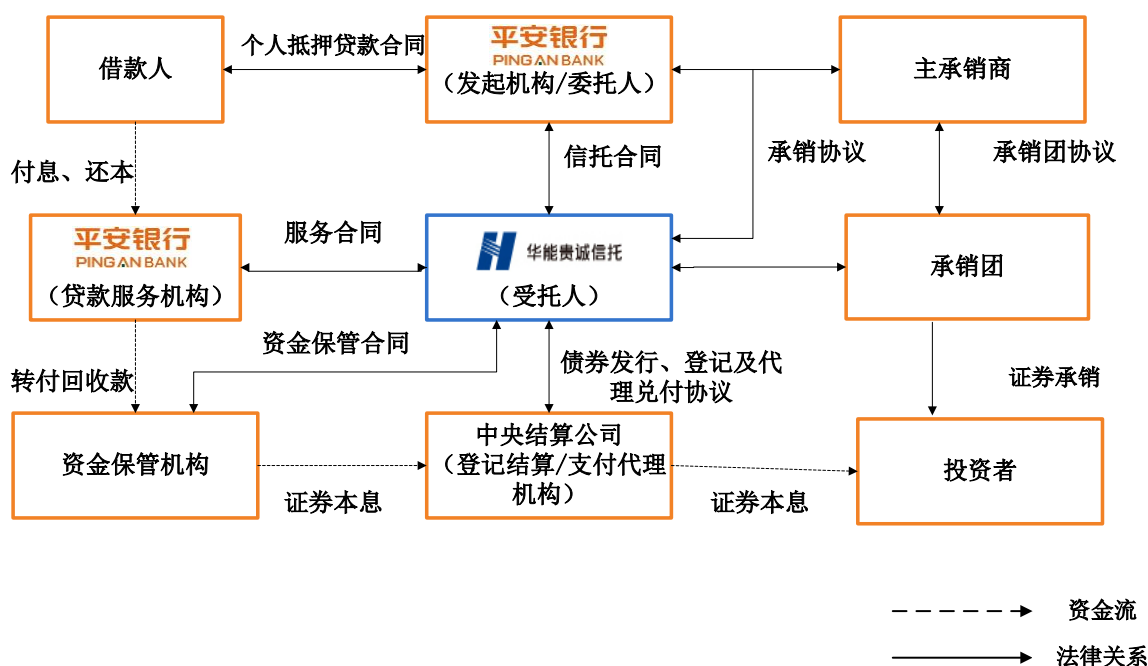 借款人
个人抵押贷款合同
平安银行
PINGAN BANK
（发起机构/委托人）
主承销商
付息、还本
信托合同
承销协议
承销团协议
平安银行
PINGAN BANK
（贷款服务机构）
服务合同
华能贵诚信托
（受托人）
承销团
资金保管合同
转付回收款
债券发行、登记及代
理兑付协议
证券承销
资金保管机构
证券本息
中央结算公司
（登记结算/支付代理
机构）
证券本息
投资者
资金流
法律关系